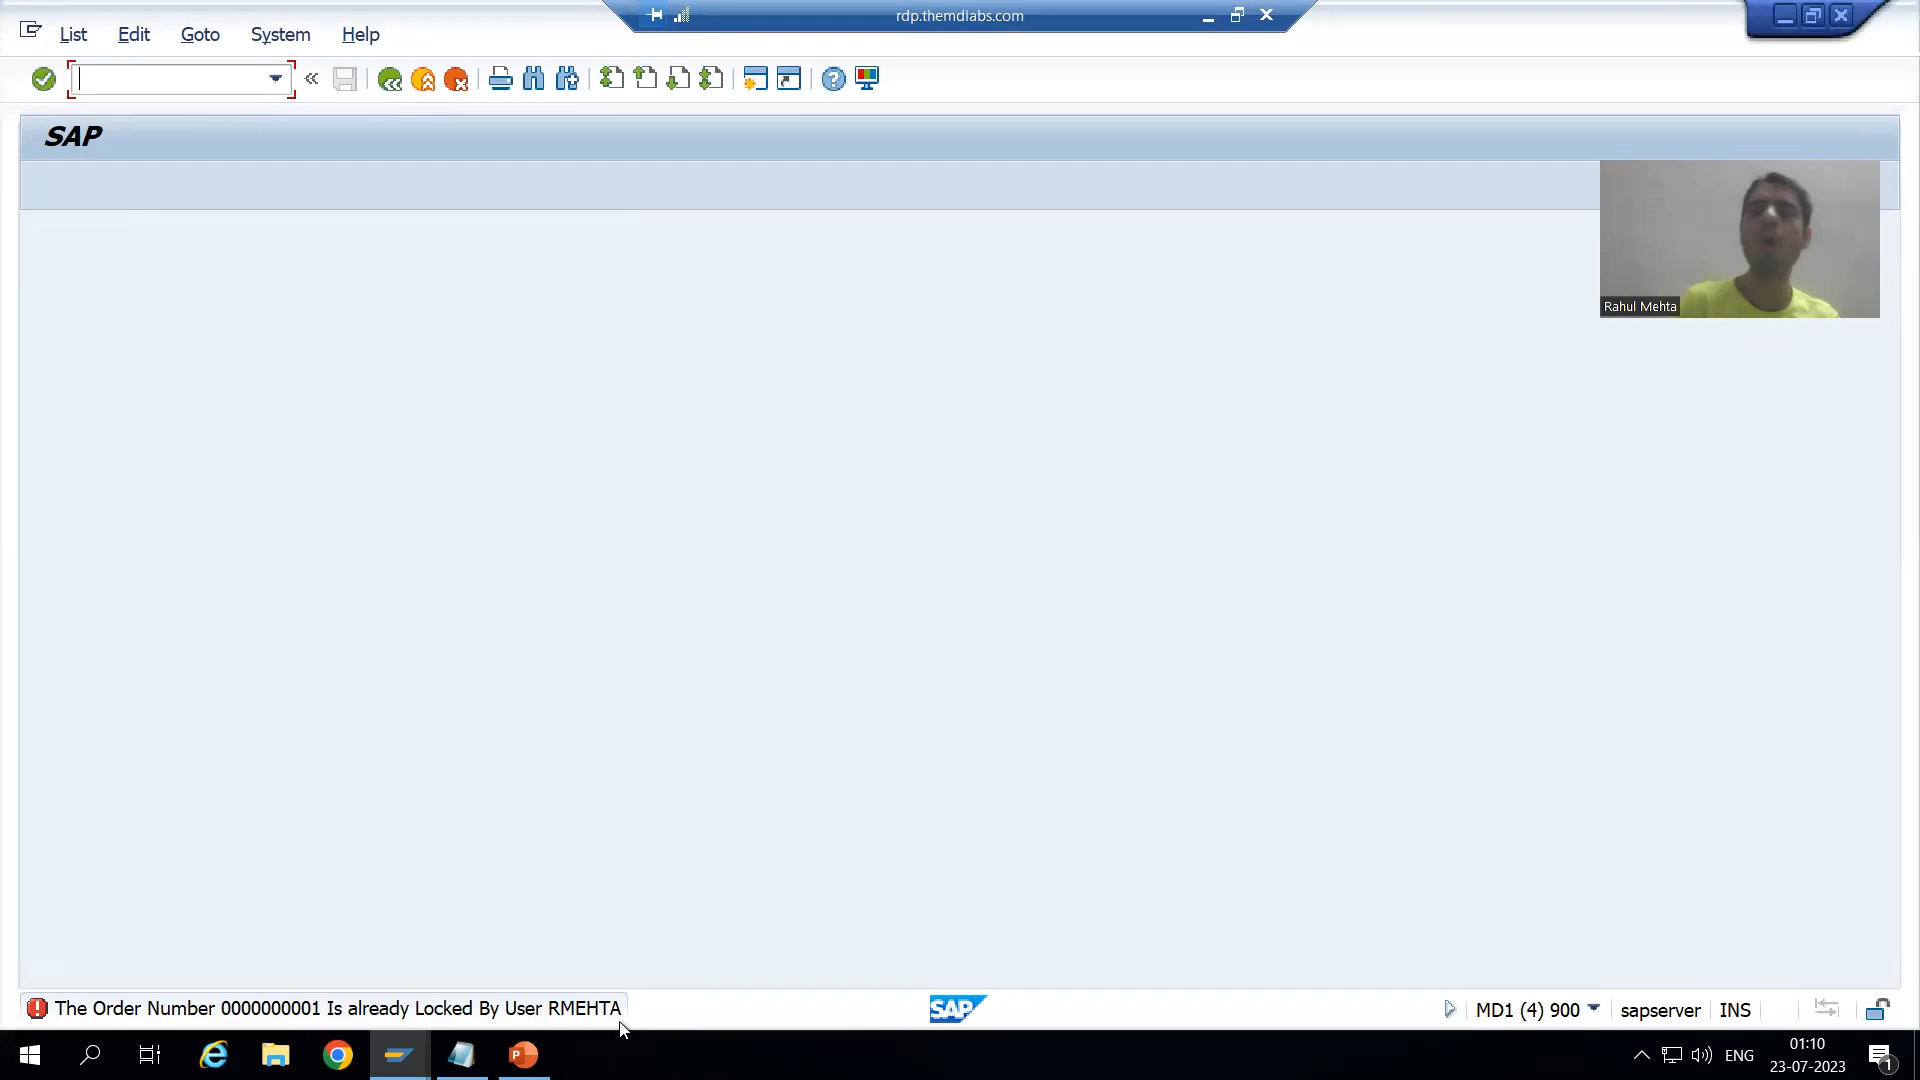 rdp.themdlabs.com
List Edit Goto System Help
SAP
Rahul Mehta
The Order Number 0000000001 Is already Locked By User RMEHTA
SAP
MD1 (4) 900
sapserver
INS
ENG
01:10
23-07-2023
1